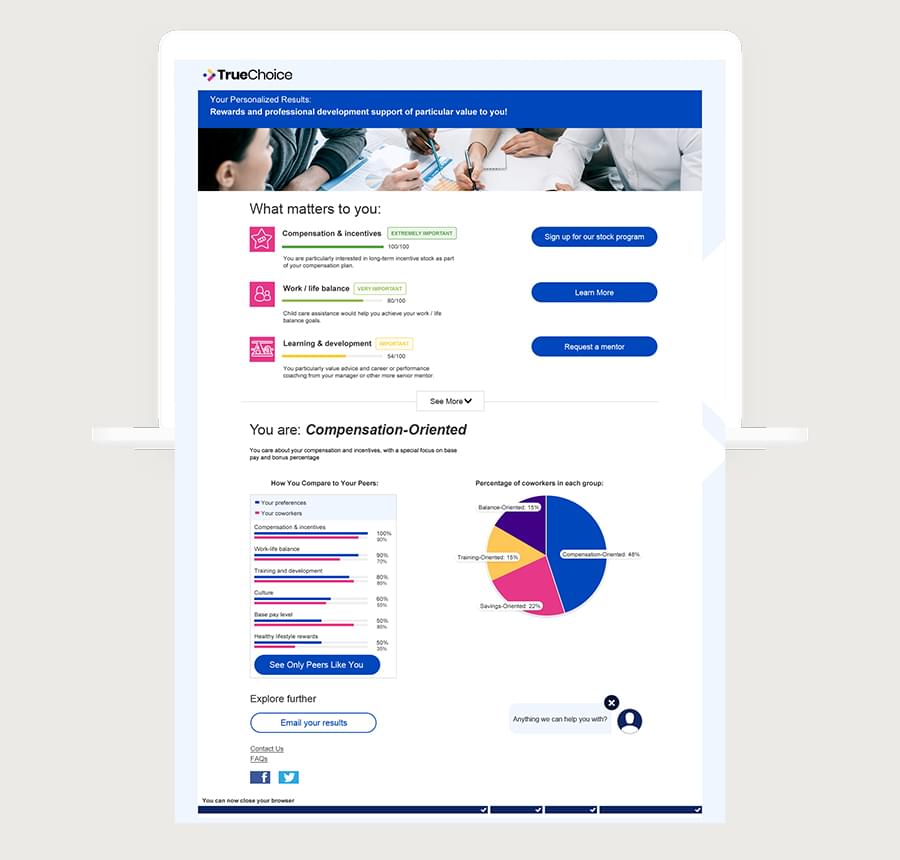 TrueChoice
Your Personalized Results:
Rewards and professional development support of particular value to you!
What matters to you:
Compensation & incentives EXTREMELY IMPORTANT
100/100
You are particularly interested in long-term incentive stock as part
of your compensation plan.
Sign up for our stock program
Work / life balance VERY IMPORTANT
80/100
Child care assistance would help you achieve your work / life
balance goals.
Learn More
Learning & development IMPORTANT
54/100
You particularly value advice and career or performance
coaching from your manager or other more senior mentor.
Request a mentor
See More
You are: Compensation-Oriented
You care about your compensation and incentives, with a special focus on base
pay and bonus percentage
How You Compare to Your Peers:
Your preferences
Your coworkers
Compensation & incentives
100%
90%
Work-life balance
90%
70%
Training and development
80%
85%
Culture
60%
55%
Base pay level
50%
85%
Healthy lifestyle rewards
50%
35%
See Only Peers Like You
Percentage of coworkers in each group:
Balance-Oriented: 15%
Compensation-Oriented: 48%
Training-Oriented: 15%
Savings-Oriented: 22%
Explore further
Email your results
Anything we can help you with?
Contact Us
FAQs
You can now close your browser